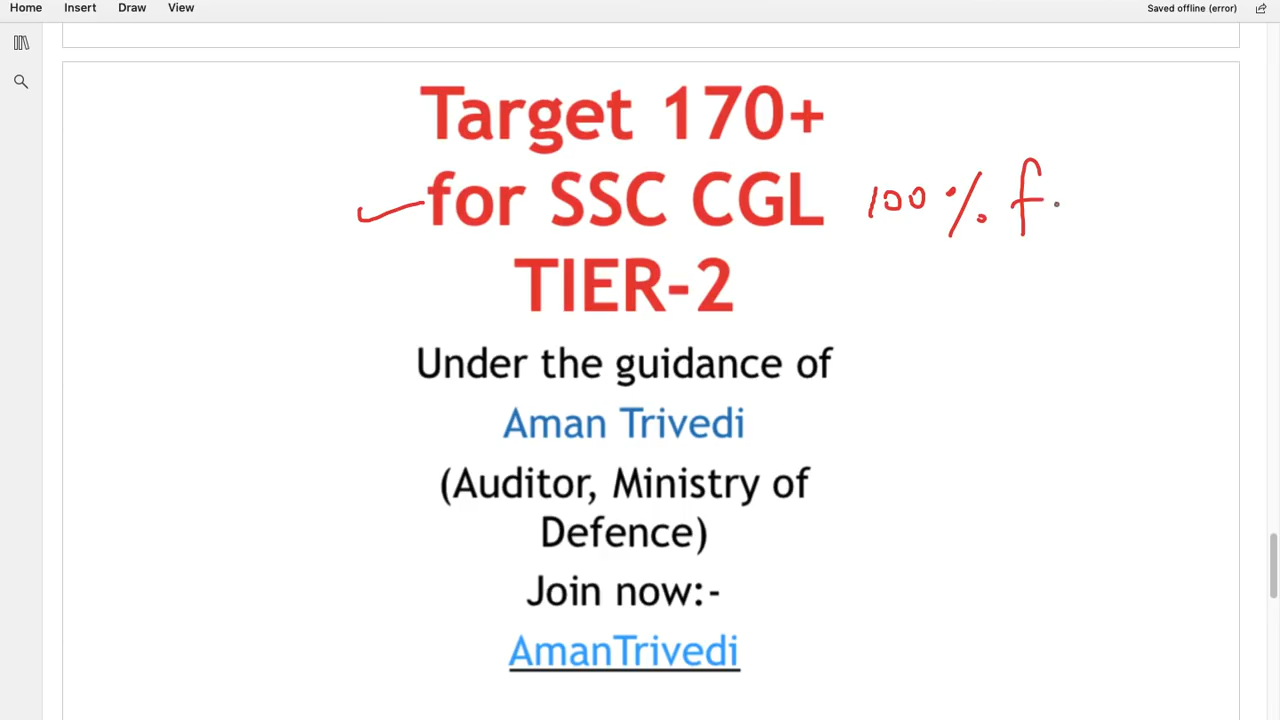 Home Insert Draw View Saved offline (error)
Target 170+
for SSC CGL 100% f
TIER-2
Under the guidance of
Aman Trivedi
(Auditor, Ministry of
Defence)
Join now:-
AmanTrivedi